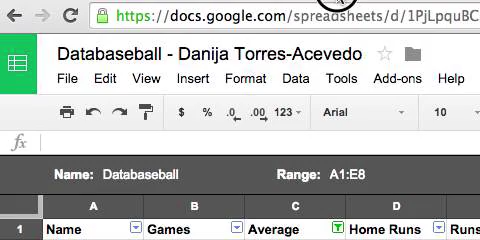 https://docs.google.com/spreadsheets/d/1PjLpquBC
Databaseball - Danija Torres-Acevedo
File Edit View Insert Format Data Tools Add-ons Help
$ % .0 .00 123 Arial 10
fx
Name: Databaseball Range: A1:E8
A B C D
1 Name Games Average Home Runs Runs